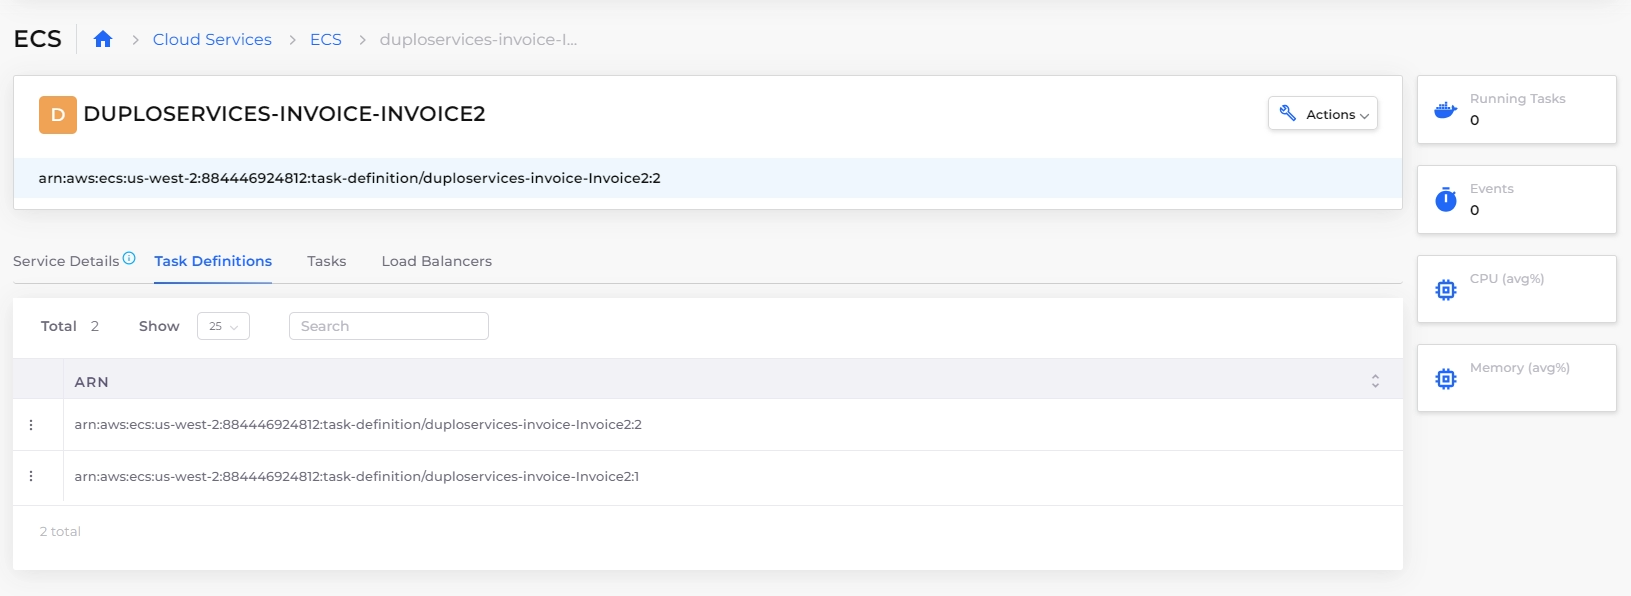 ECS
Cloud Services
ECS
duploservices-invoice-I...
D
DUPLOSERVICES-INVOICE-INVOICE2
Actions
arn:aws:ecs:us-west-2:884446924812:task-definition/duploservices-invoice-Invoice2:2
Running Tasks
0
Events
0
CPU (avg%)
Memory (avg%)
Service Details
Task Definitions
Tasks
Load Balancers
Total 2
Show 25
Search
ARN
arn:aws:ecs:us-west-2:884446924812:task-definition/duploservices-invoice-Invoice2:2
arn:aws:ecs:us-west-2:884446924812:task-definition/duploservices-invoice-Invoice2:1
2 total